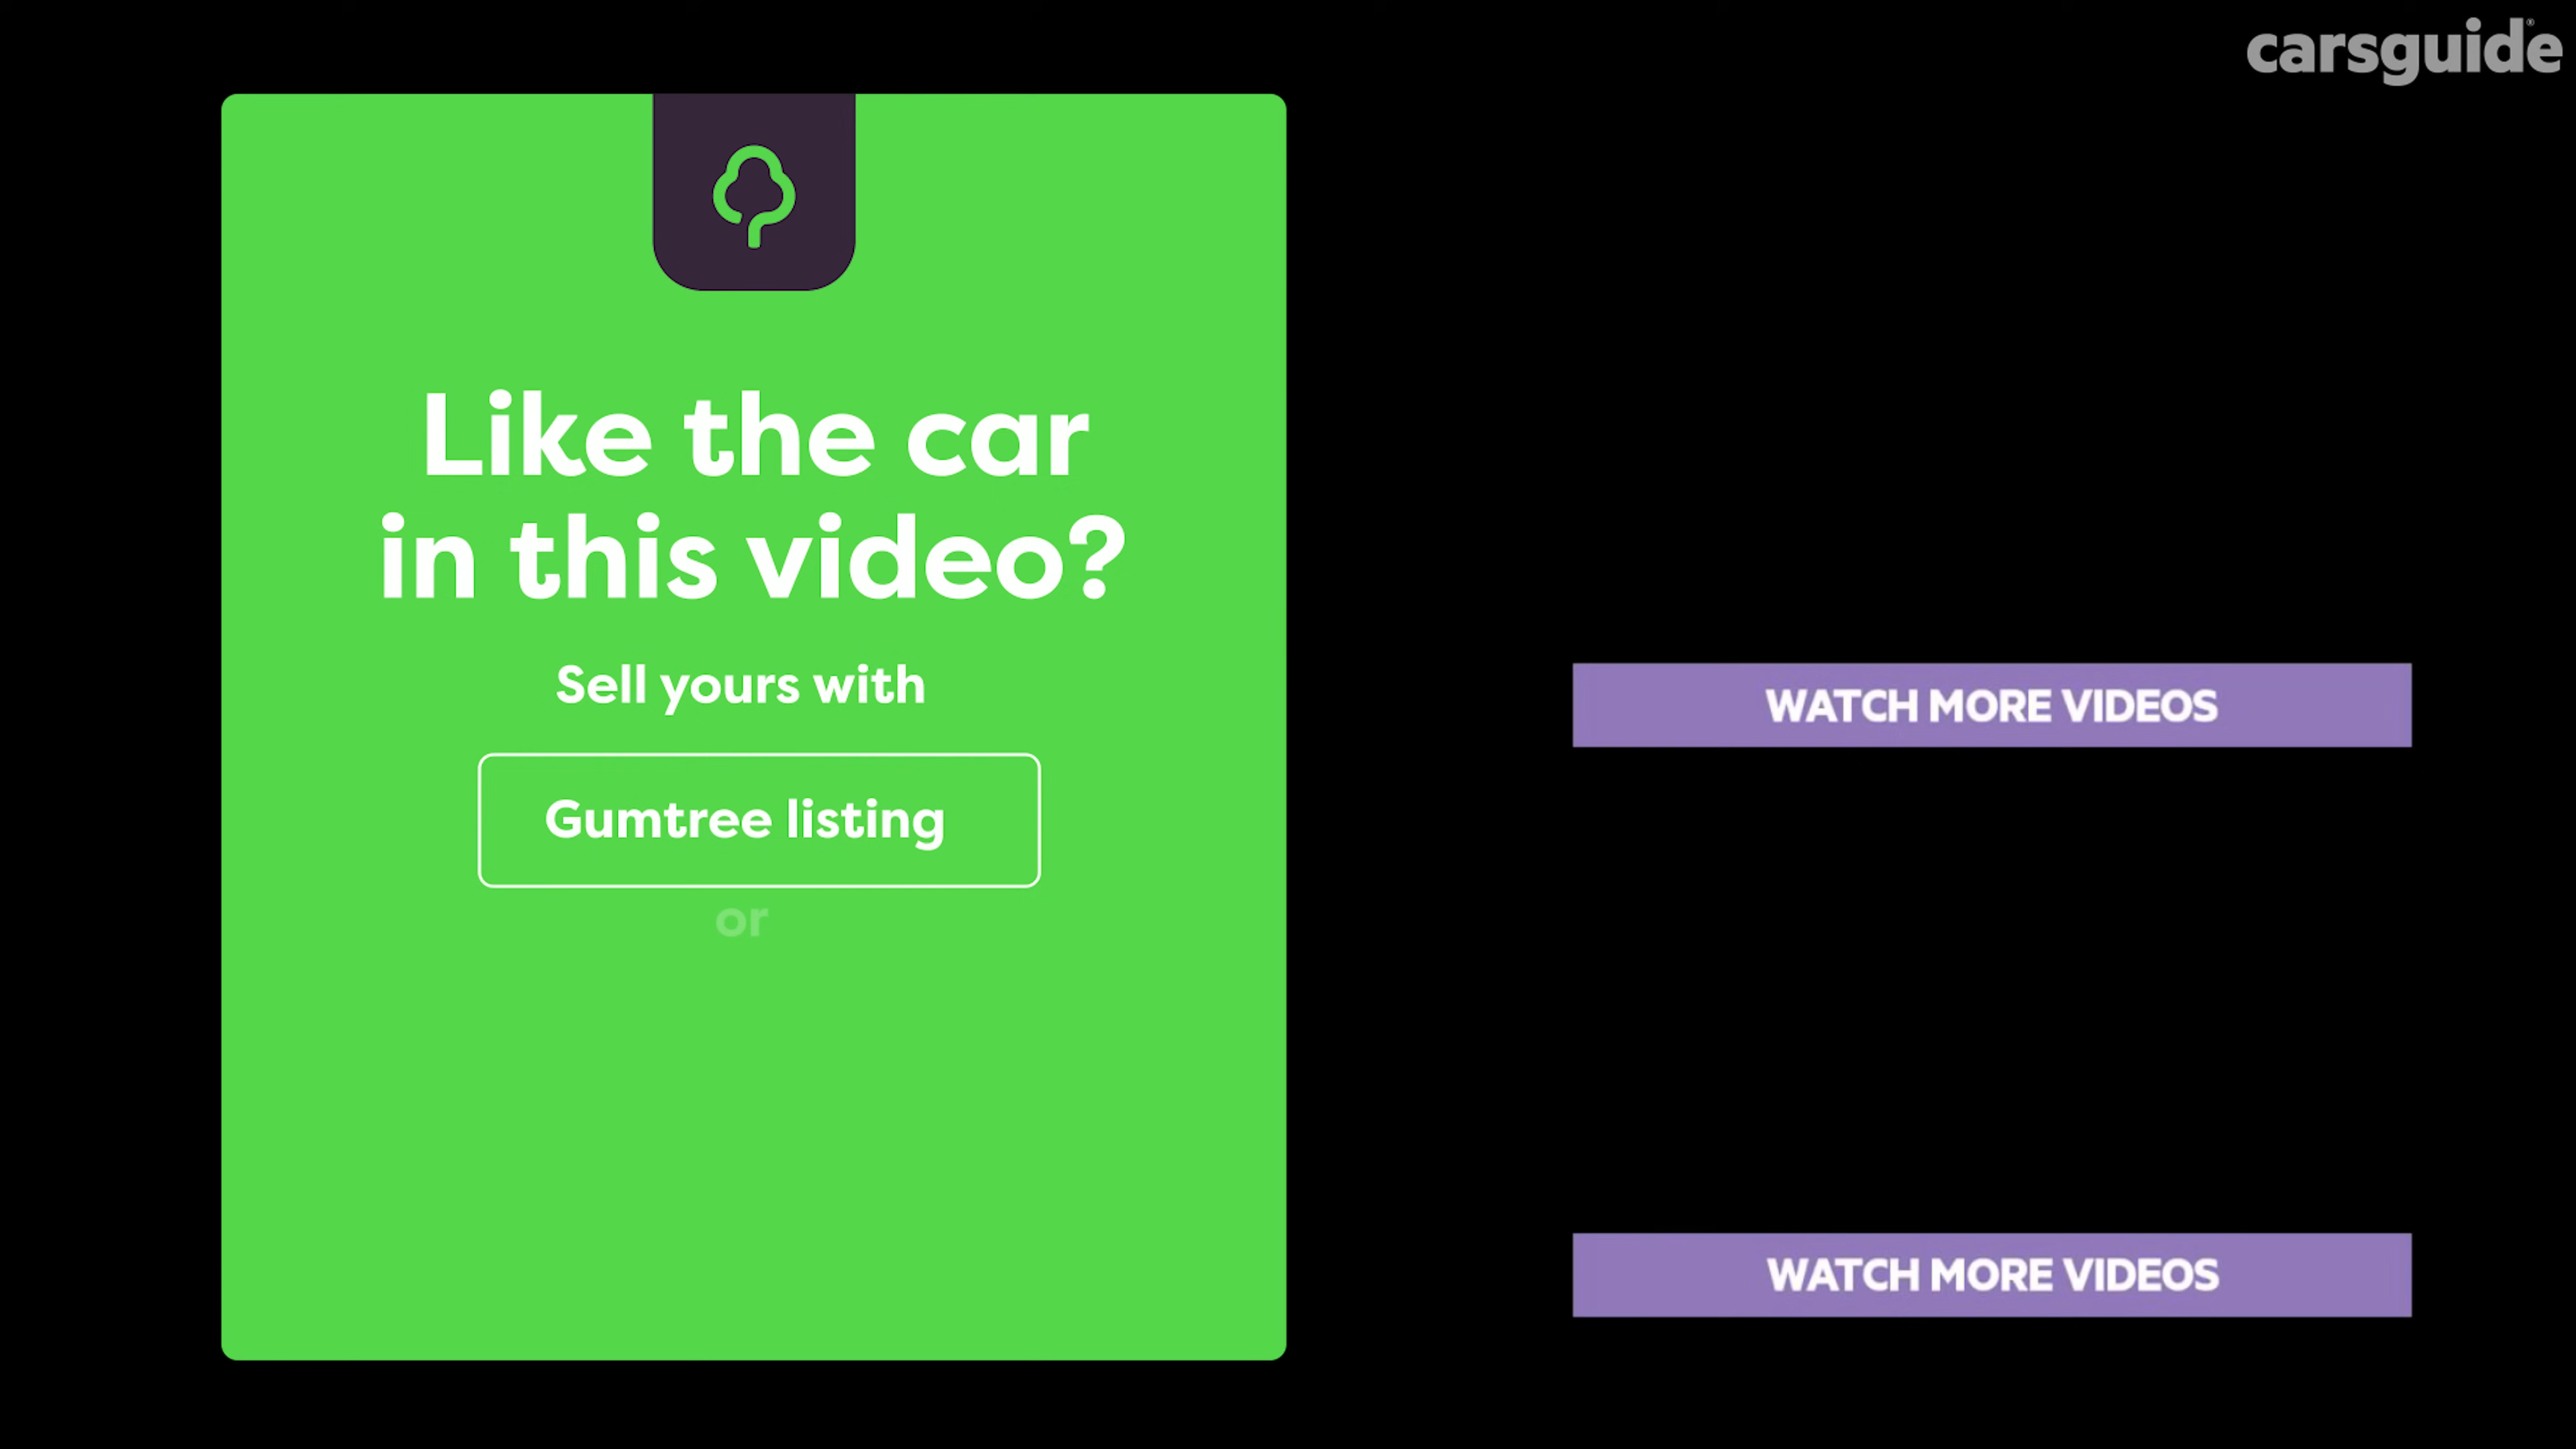 carsguide
Like the car
in this video?
Sell yours with
Gumtree listing
or
WATCH MORE VIDEOS
WATCH MORE VIDEOS